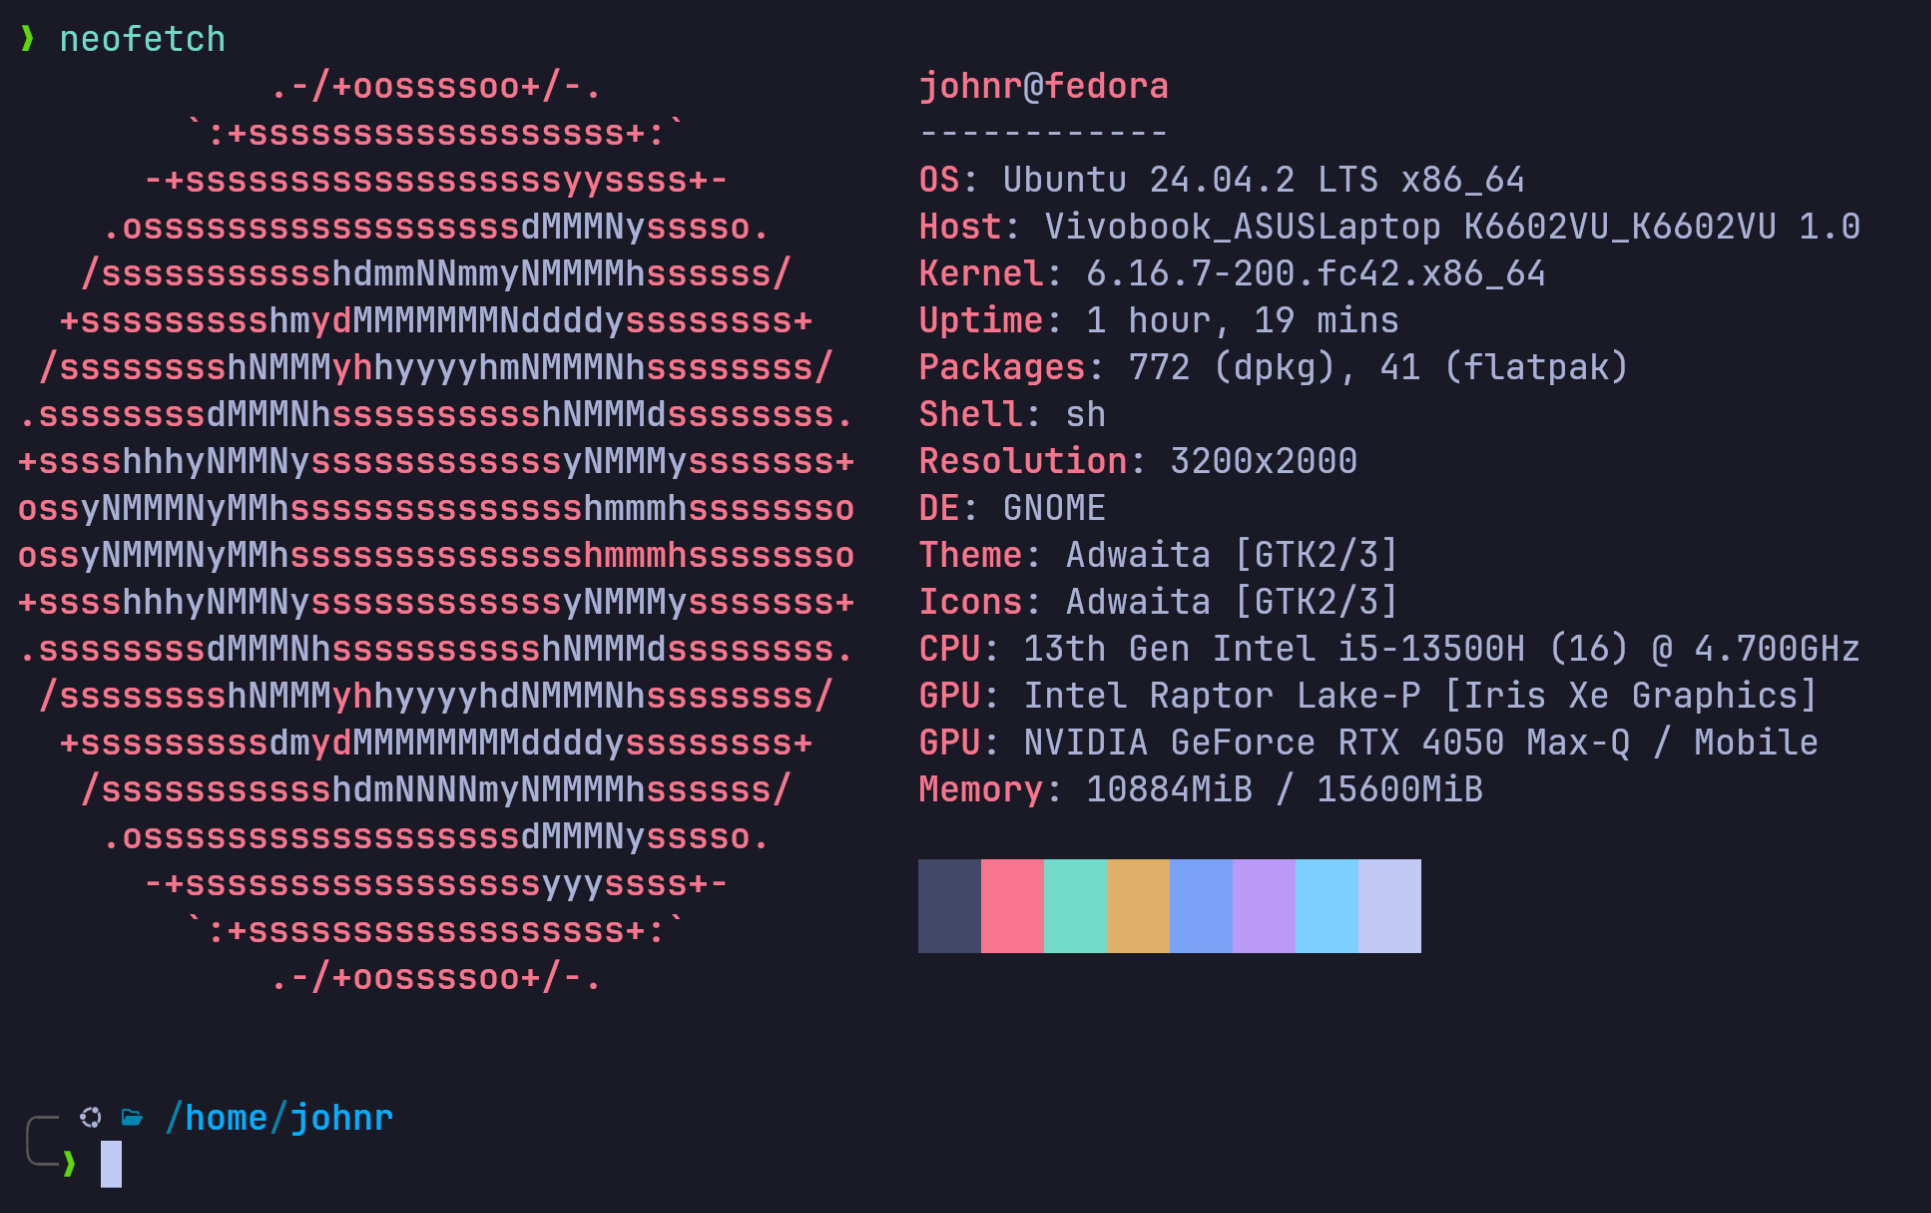 ❱ neofetch
.-/+oossssoo+/-.
`:+ssssssssssssssssss+:`
-+ssssssssssssssssssyyssss+-
.ossssssssssssssssssdMMMNysssso.
/ssssssssssshdmmNNmmyNMMMMhssssss/
+ssssssssshmydMMMMMMMNddddyssssssss+
/sssssssshNMMMyhhyyyyhmNMMMNhssssssss/
.ssssssssdMMMNhsssssssssshNMMMdssssssss.
+sssshhhyNMMNyssssssssssssyNMMMysssssss+
ossyNMMMNyMMhsssssssssssssshmmmhssssssso
ossyNMMMNyMMhsssssssssssssshmmmhssssssso
+sssshhhyNMMNyssssssssssssyNMMMysssssss+
.ssssssssdMMMNhsssssssssshNMMMdssssssss.
/sssssssshNMMMyhhyyyyhdNMMMNhssssssss/
+sssssssssdmydMMMMMMMMddddyssssssss+
/ssssssssssshdmNNNNmyNMMMMhssssss/
.ossssssssssssssssssdMMMNysssso.
-+sssssssssssssssssyyyssss+-
`:+ssssssssssssssssss+:`
.-/+oossssoo+/-.
johnr@fedora
------------
OS: Ubuntu 24.04.2 LTS x86_64
Host: Vivobook_ASUSLaptop K6602VU_K6602VU 1.0
Kernel: 6.16.7-200.fc42.x86_64
Uptime: 1 hour, 19 mins
Packages: 772 (dpkg), 41 (flatpak)
Shell: sh
Resolution: 3200x2000
DE: GNOME
Theme: Adwaita [GTK2/3]
Icons: Adwaita [GTK2/3]
CPU: 13th Gen Intel i5-13500H (16) @ 4.700GHz
GPU: Intel Raptor Lake-P [Iris Xe Graphics]
GPU: NVIDIA GeForce RTX 4050 Max-Q / Mobile
Memory: 10884MiB / 15600MiB
/home/johnr
❱